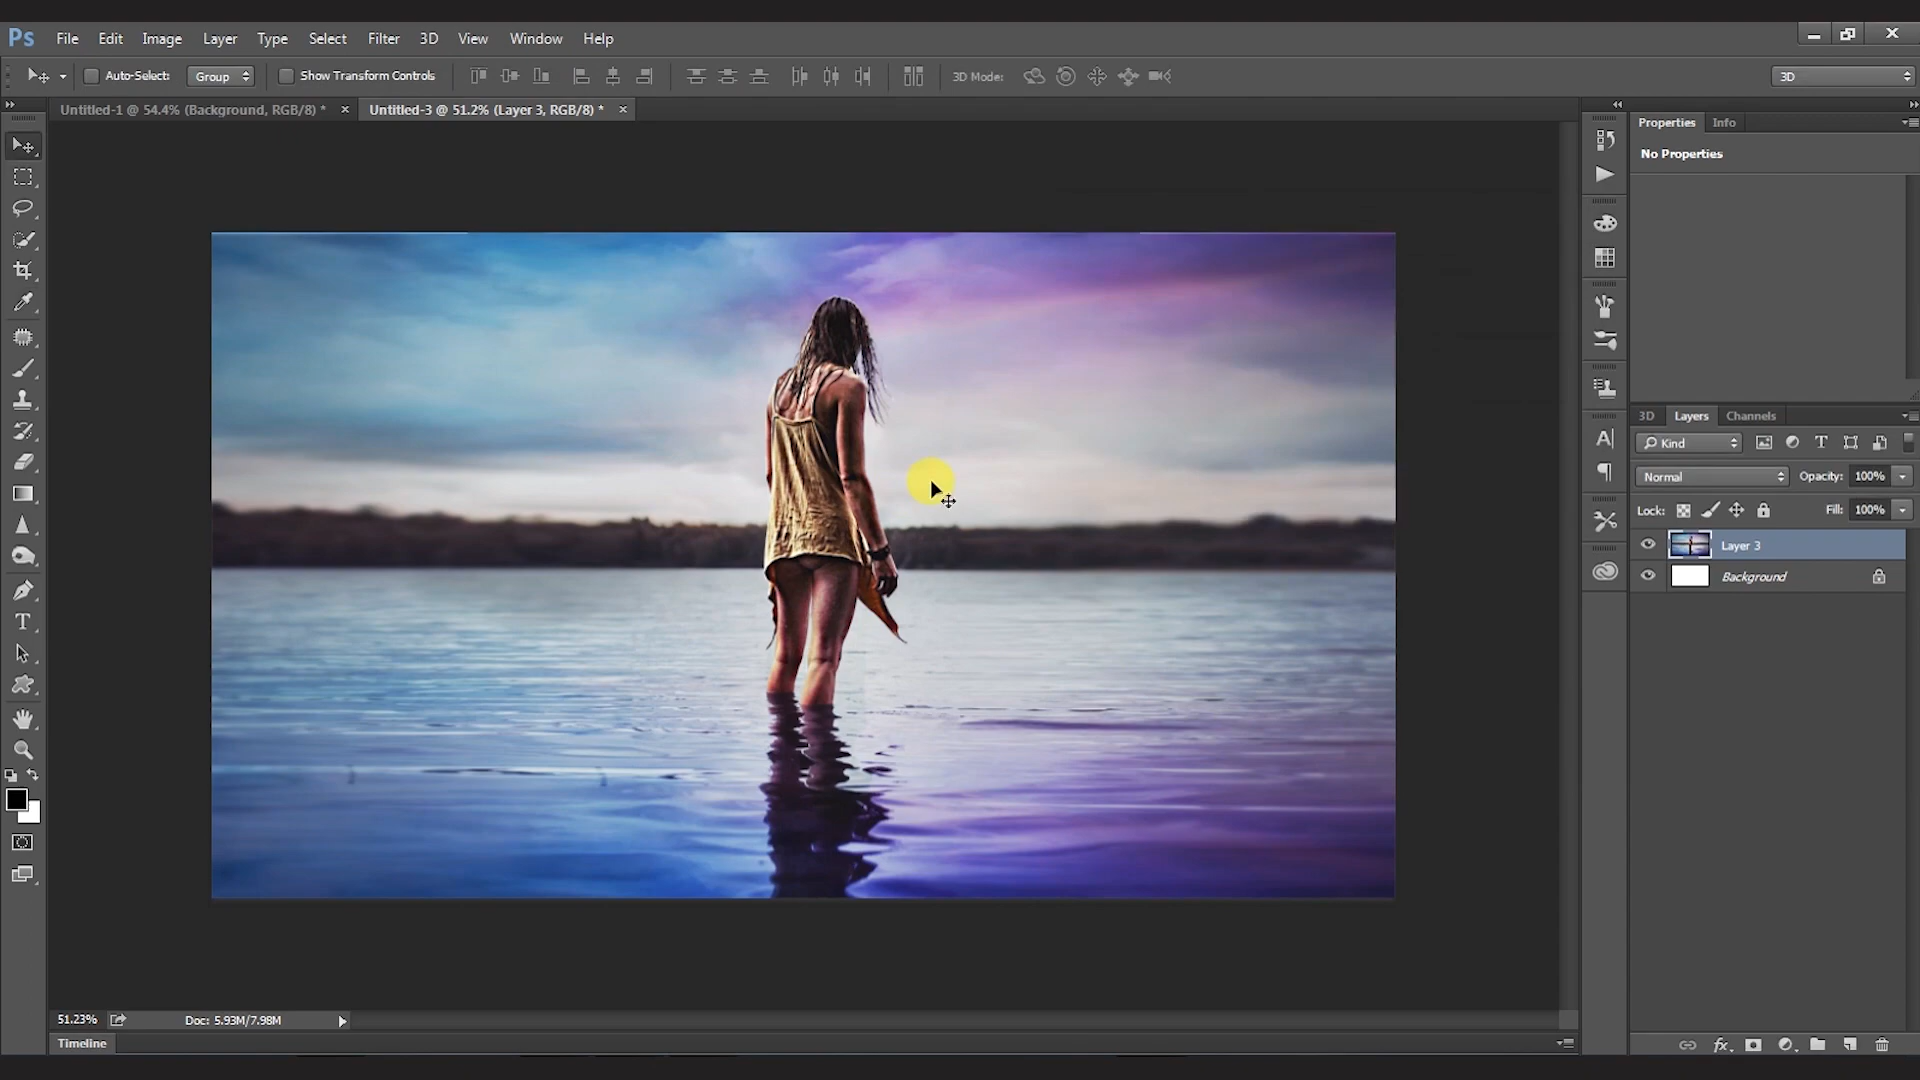 Ps File Edit Image Layer Type Select Filter 3D View Window Help
Auto-Select: Group Show Transform Controls 3D Mode: 3D
Untitled-1 @ 54.4% (Background, RGB/8) * × Untitled-3 @ 51.2% (Layer 3, RGB/8) * ×
Properties Info
No Properties
3D Layers Channels
Kind
Normal Opacity: 100%
Lock: Fill: 100%
Layer 3
Background
51.23% Doc: 5.93M/7.98M
Timeline